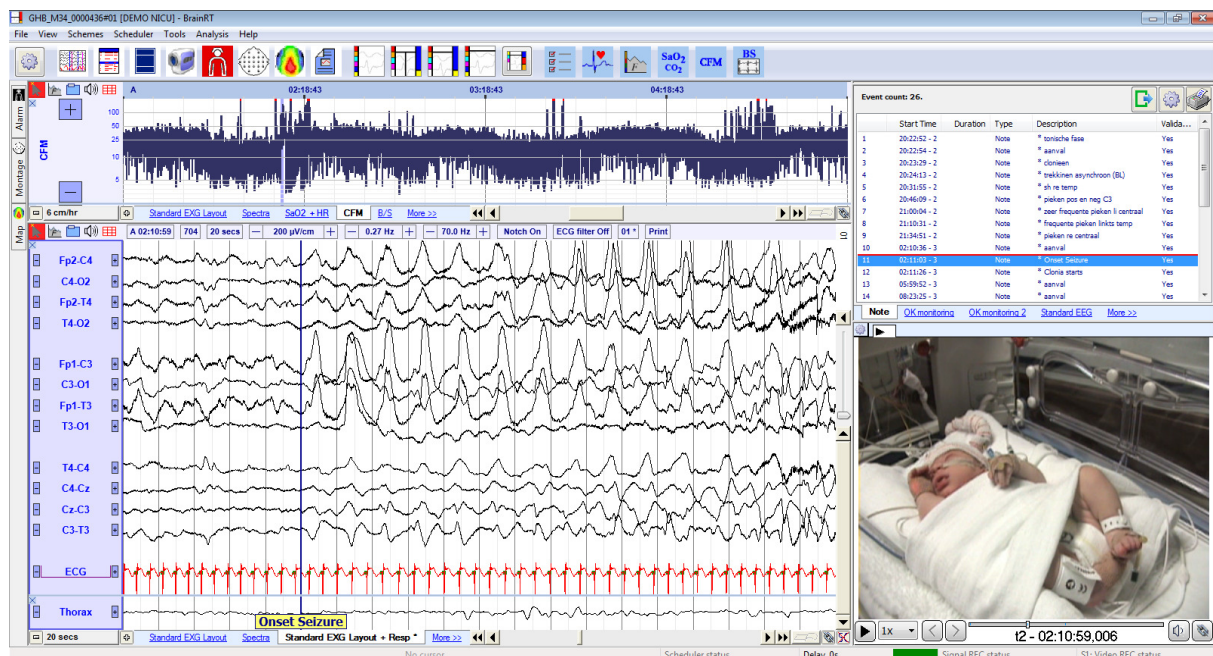 GHB_M34_0000436#01 [DEMO NICU] - BrainRT
File View Schemes Scheduler Tools Analysis Help
SaO2 CO2 CFM BS
Alarm
Montage
Map
A 02:18:43 03:18:43 04:18:43
CFM
100
50
25
10
5
6 cm/hr Standard EXG Layout Spectra SaO2 + HR CFM B/S More >>
A 02:10:59 704 20 secs — 200 µV/cm + — 0.27 Hz + — 70.0 Hz + Notch On ECG filter Off 01 * Print
Fp2-C4
C4-O2
Fp2-T4
T4-O2
Fp1-C3
C3-O1
Fp1-T3
T3-O1
T4-C4
C4-Cz
Cz-C3
C3-T3
ECG
Thorax
Onset Seizure
20 secs Standard EXG Layout Spectra Standard EXG Layout + Resp * More >>
Event count: 26.
Start Time Duration Type Description Valida...
1 20:22:52 - 2 Note * tonische fase Yes
2 20:22:54 - 2 Note * aanval Yes
3 20:23:29 - 2 Note * clonieen Yes
4 20:24:13 - 2 Note * trekkinen asynchroon (BL) Yes
5 20:31:55 - 2 Note * sh re temp Yes
6 20:46:09 - 2 Note * pieken pos en neg C3 Yes
7 21:00:04 - 2 Note * zeer frequente pieken li centraal Yes
8 21:10:31 - 2 Note * frequente pieken linkts temp Yes
9 21:34:51 - 2 Note * pieken re centraal Yes
10 02:10:36 - 3 Note * aanval Yes
11 02:11:03 - 3 Note * Onset Seizure Yes
12 02:11:26 - 3 Note * Clonia starts Yes
13 05:59:52 - 3 Note * aanval Yes
14 08:23:25 - 3 Note * aanval Yes
Note OK monitoring OK monitoring 2 Standard EEG More >>
1x t2 - 02:10:59,006
No cursor Scheduler status Delay 0s Signal REC status S1: Video REC status